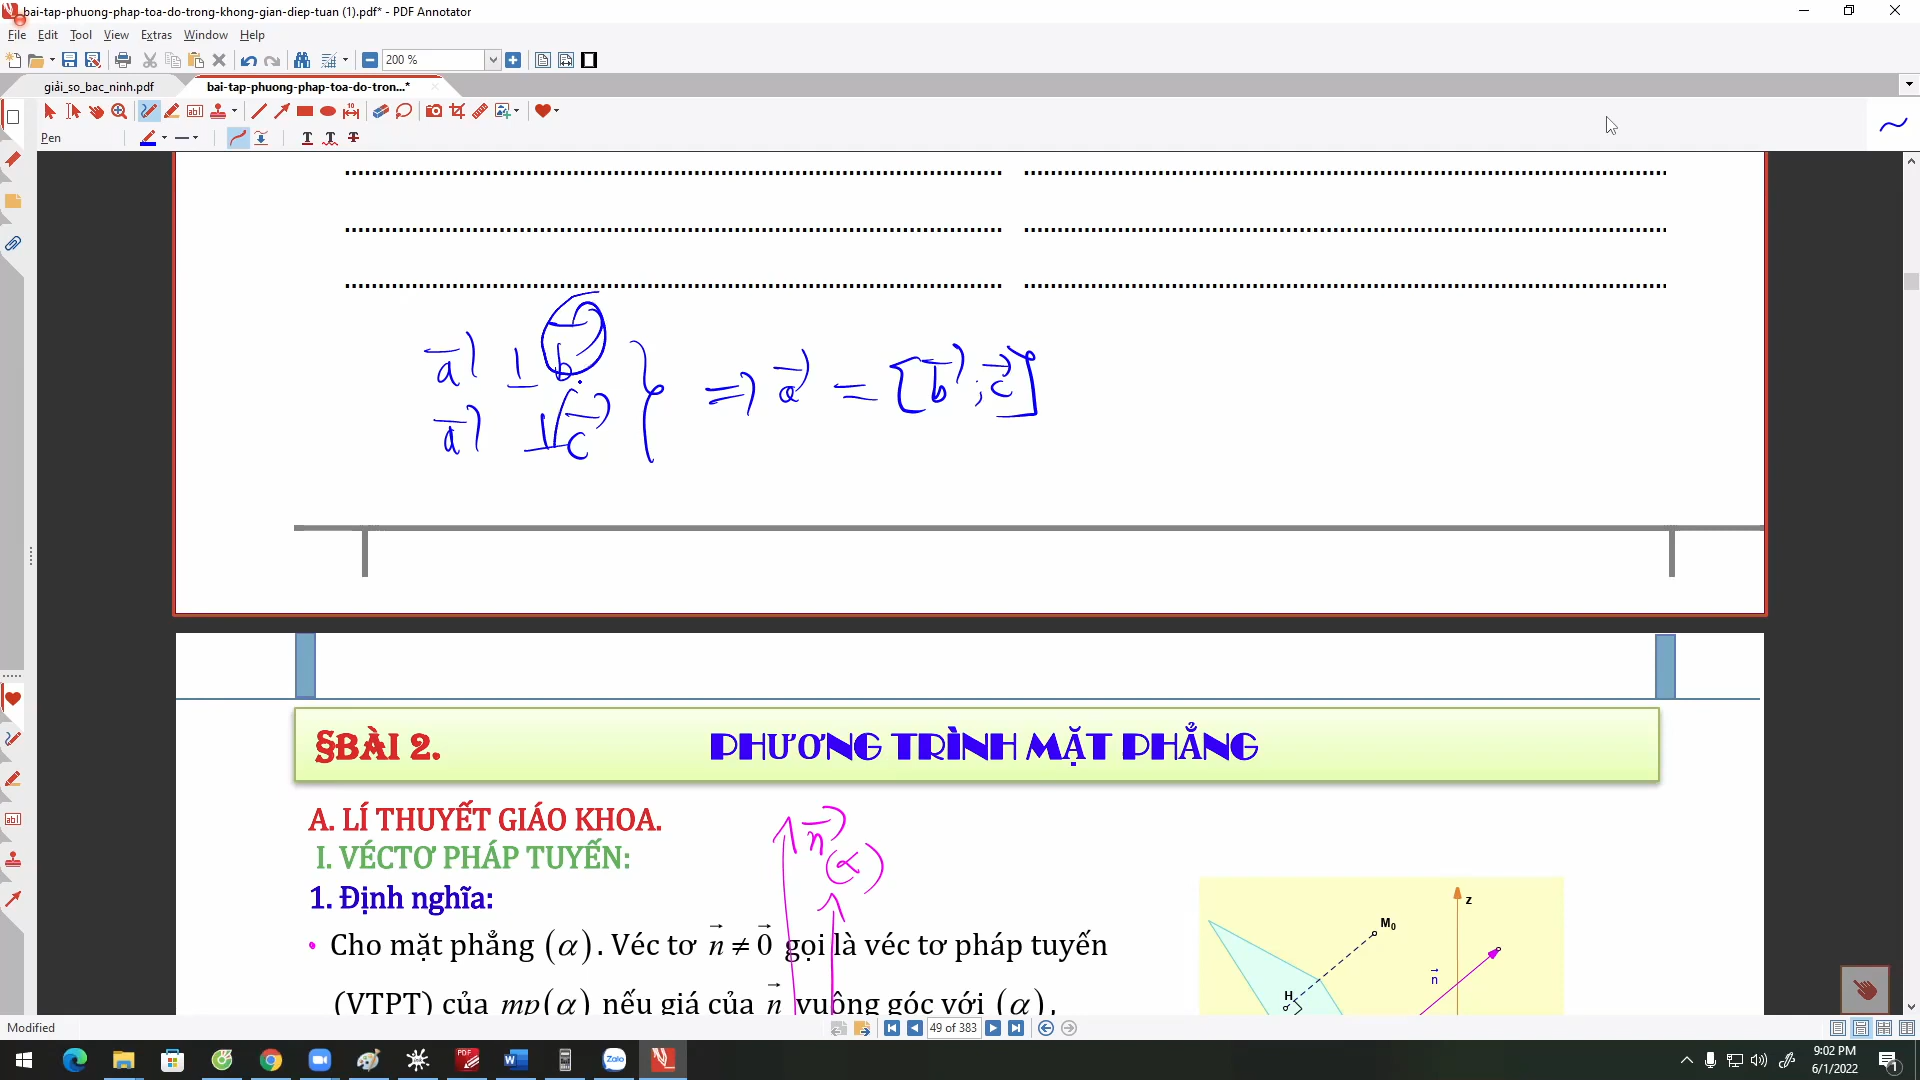 bai-tap-phuong-phap-toa-do-trong-khong-gian-diep-tuan (1).pdf* - PDF Annotator
File Edit Tool View Extras Window Help
200 %
giải_so_bac_ninh.pdf bai-tap-phuong-phap-toa-do-tron...*
Pen
a⃗ ⊥ b⃗
a⃗ ⊥ c⃗ } => a⃗ = [b⃗ ; c⃗]
§BÀI 2. PHƯƠNG TRÌNH MẶT PHẲNG
A. LÍ THUYẾT GIÁO KHOA.
I. VÉCTƠ PHÁP TUYẾN:
n⃗
(α)
1. Định nghĩa:
• Cho mặt phẳng (α). Véc tơ n⃗ ≠ 0⃗ gọi là véc tơ pháp tuyến
(VTPT) của mp(α) nếu giá của n⃗ vuông góc với (α).
z
M₀
n⃗
H
Modified
49 of 383
9:02 PM
6/1/2022
1